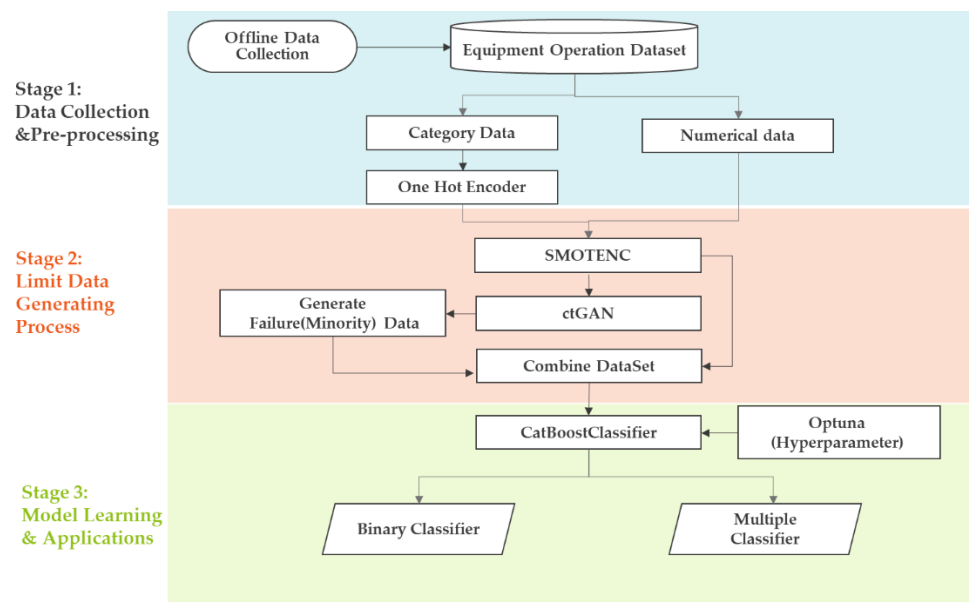 Stage 1:
Data Collection
&Pre-processing
Offline Data
Collection
Equipment Operation Dataset
Category Data
Numerical data
One Hot Encoder
Stage 2:
Limit Data
Generating
Process
SMOTENC
Generate
Failure(Minority) Data
ctGAN
Combine DataSet
Stage 3:
Model Learning
& Applications
CatBoostClassifier
Optuna
(Hyperparameter)
Binary Classifier
Multiple
Classifier